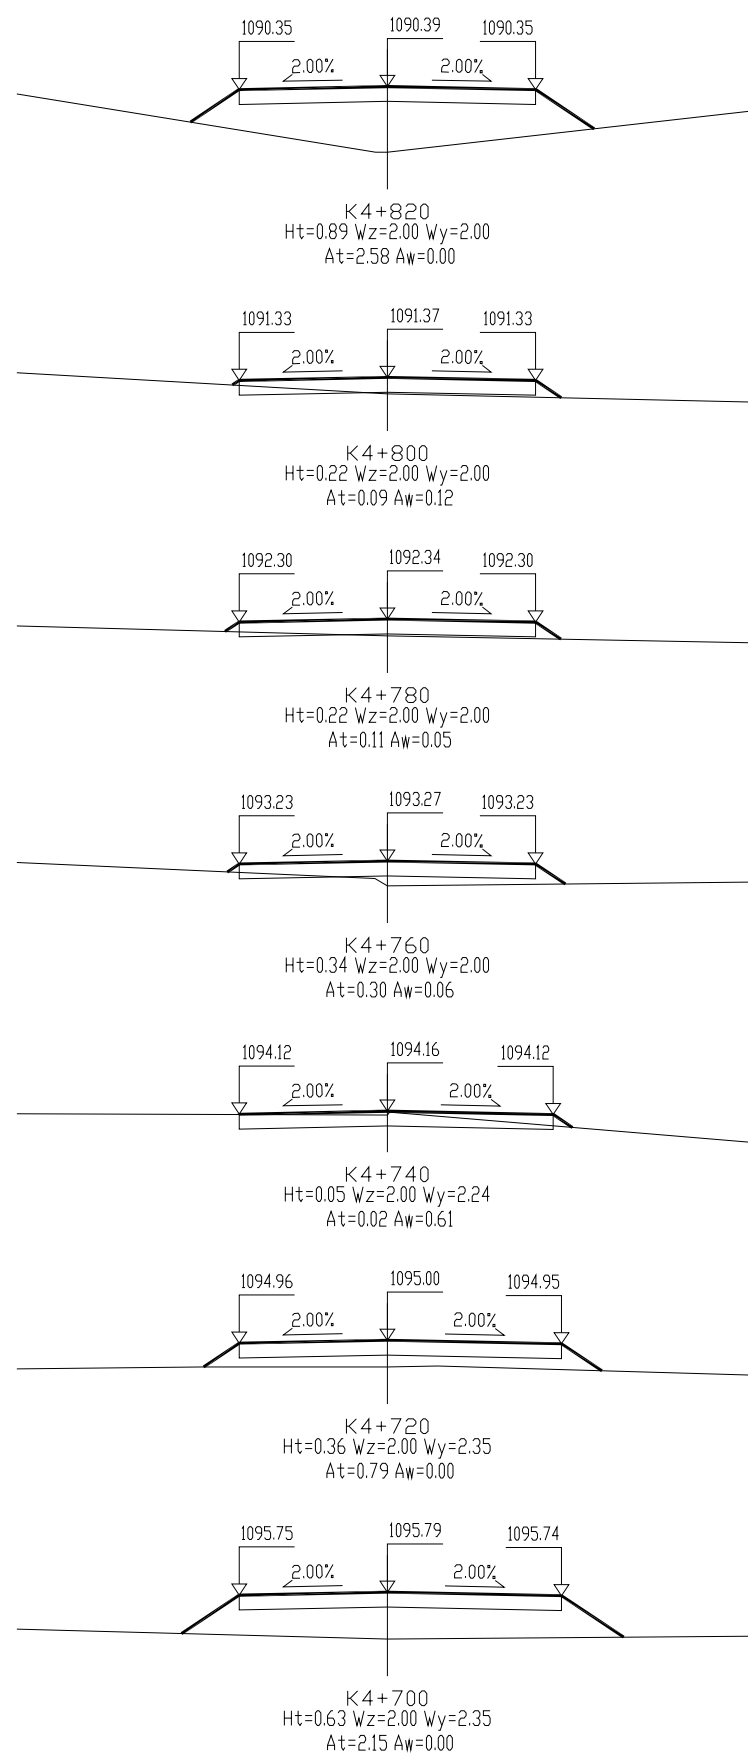 1090.35 1090.39 1090.35
2.00% 2.00%
K4+820
Ht=0.89 Wz=2.00 Wy=2.00
At=2.58 Aw=0.00
1091.33 1091.37 1091.33
2.00% 2.00%
K4+800
Ht=0.22 Wz=2.00 Wy=2.00
At=0.09 Aw=0.12
1092.30 1092.34 1092.30
2.00% 2.00%
K4+780
Ht=0.22 Wz=2.00 Wy=2.00
At=0.11 Aw=0.05
1093.23 1093.27 1093.23
2.00% 2.00%
K4+760
Ht=0.34 Wz=2.00 Wy=2.00
At=0.30 Aw=0.06
1094.12 1094.16 1094.12
2.00% 2.00%
K4+740
Ht=0.05 Wz=2.00 Wy=2.24
At=0.02 Aw=0.61
1094.96 1095.00 1094.95
2.00% 2.00%
K4+720
Ht=0.36 Wz=2.00 Wy=2.35
At=0.79 Aw=0.00
1095.75 1095.79 1095.74
2.00% 2.00%
K4+700
Ht=0.63 Wz=2.00 Wy=2.35
At=2.15 Aw=0.00